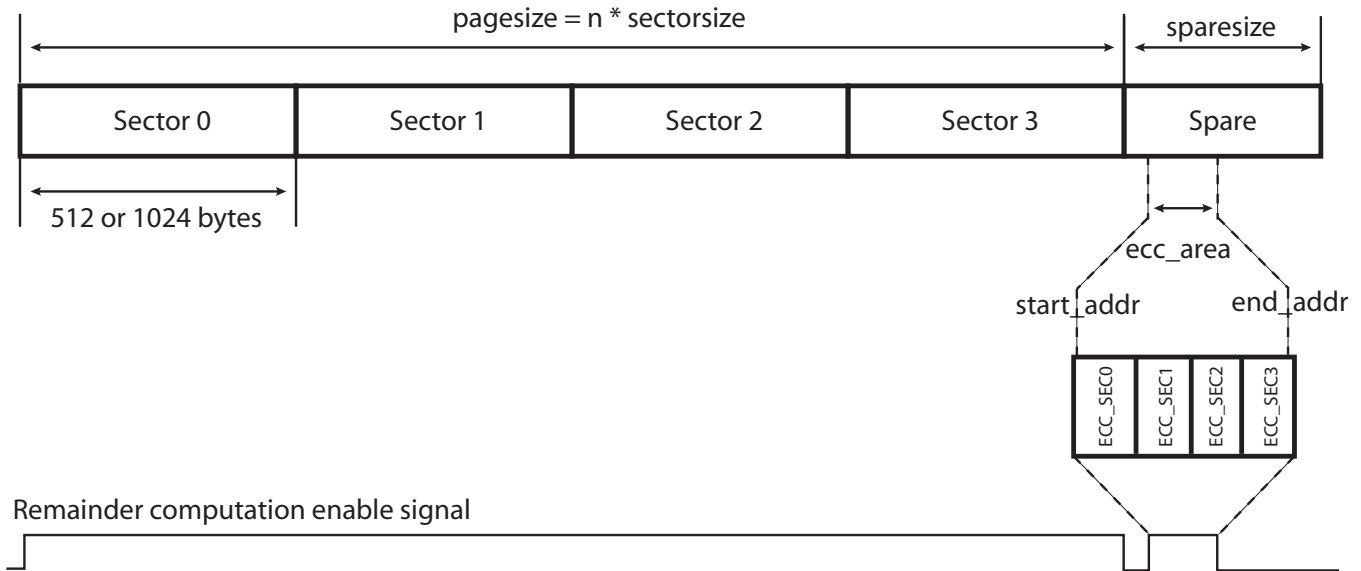 pagesize = n * sectorsize
sparesize
Sector 0
Sector 1
Sector 2
Sector 3
Spare
512 or 1024 bytes
ecc_area
start_addr
end_addr
ECC_SEC0
ECC_SEC1
ECC_SEC2
ECC_SEC3
Remainder computation enable signal